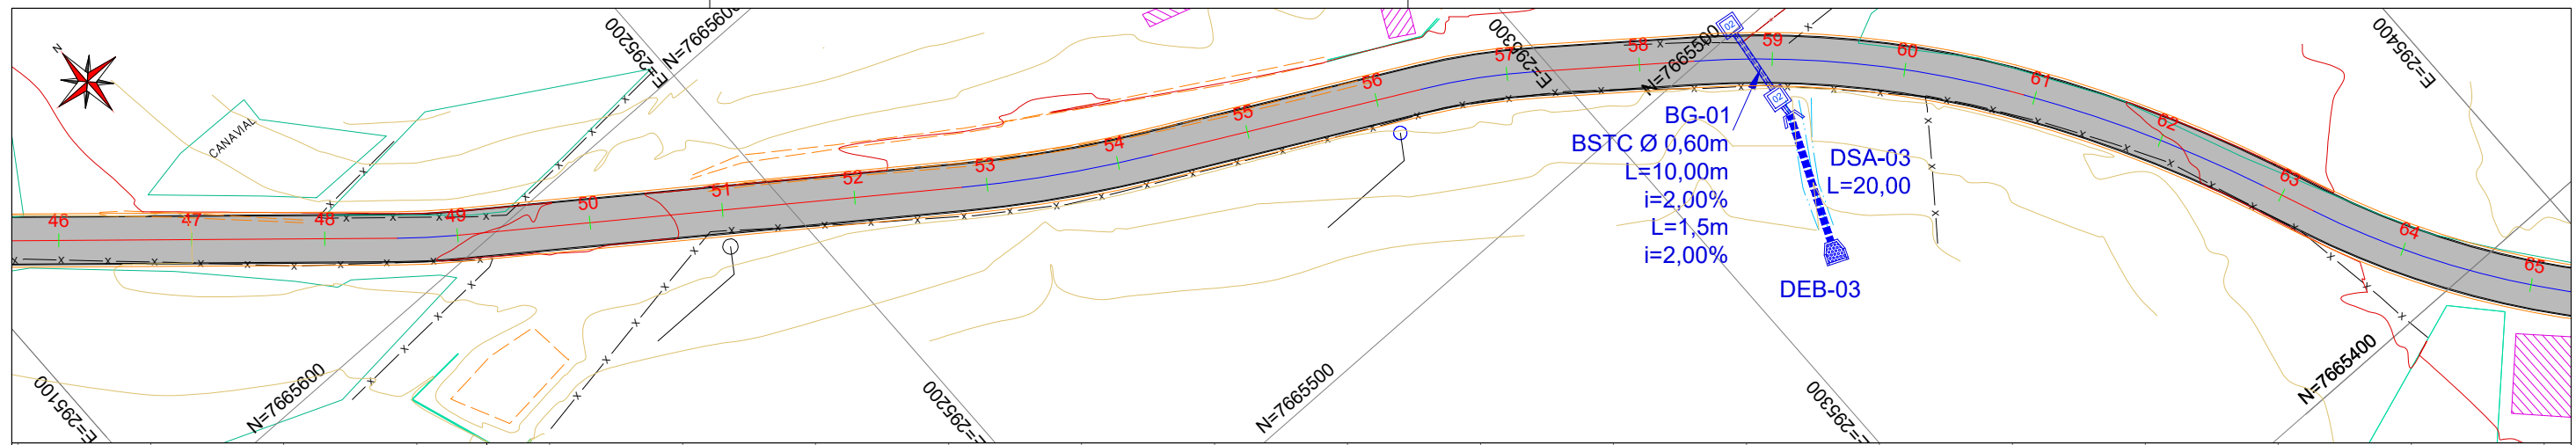 N
CANAVIAL
E=295200
N=7665600
E=295300
N=7665500
E=295400
46
47
48
49
50
51
52
53
54
55
56
57
58
59
60
61
62
63
64
65
02
02
BG-01
BSTC Ø 0,60m
L=10,00m
i=2,00%
L=1,5m
i=2,00%
DSA-03
L=20,00
DEB-03
E=295100
N=7665600
E=295200
N=7665500
E=295300
N=7665400